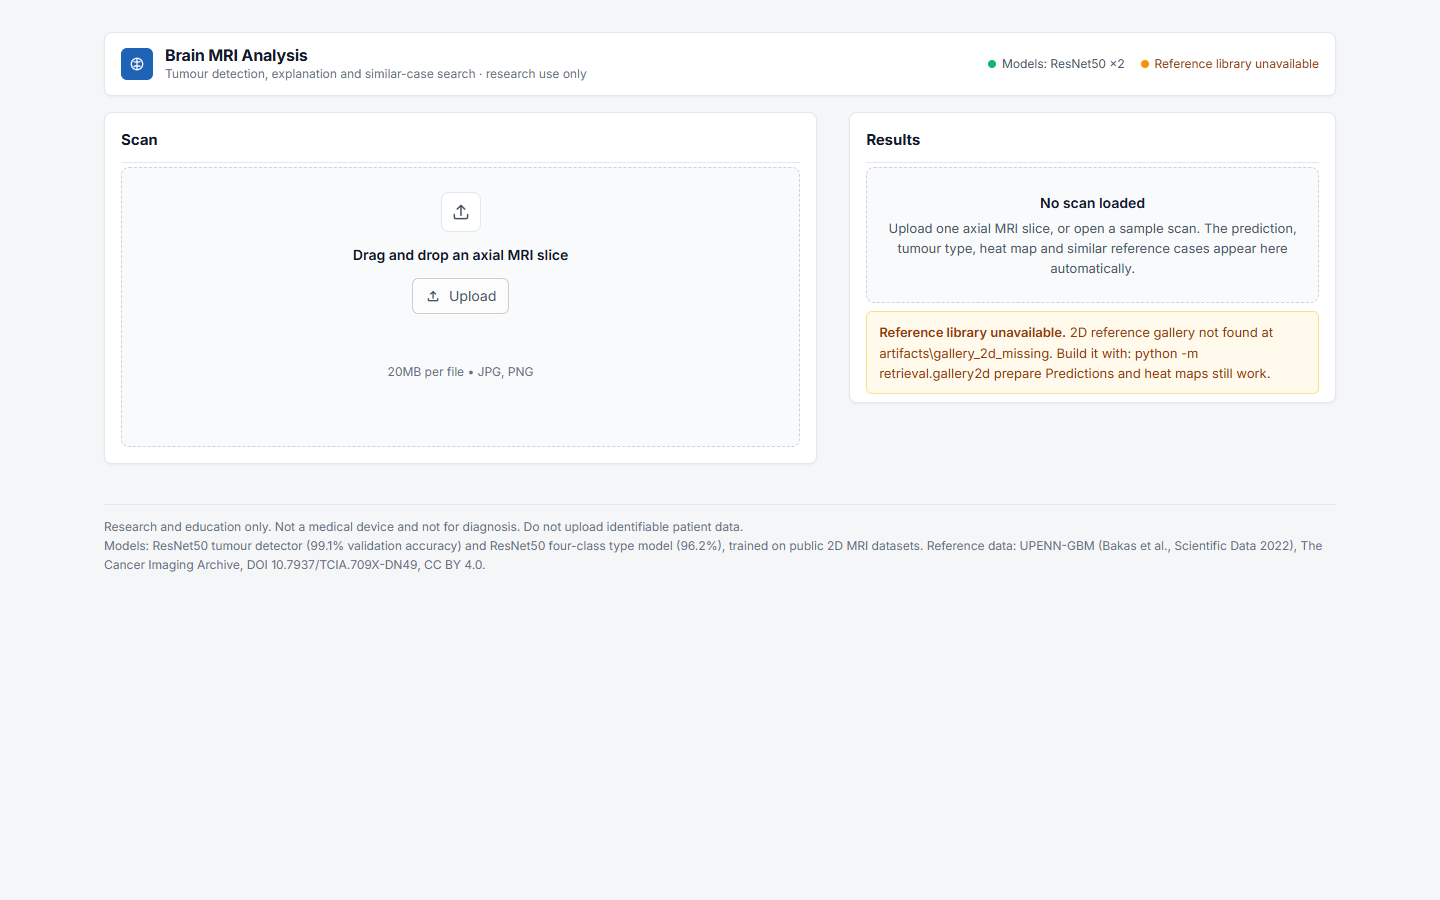 Brain MRI Analysis
Tumour detection, explanation and similar-case search · research use only
Models: ResNet50 ×2
Reference library unavailable
Scan
Drag and drop an axial MRI slice
Upload
20MB per file • JPG, PNG
Results
No scan loaded
Upload one axial MRI slice, or open a sample scan. The prediction,
tumour type, heat map and similar reference cases appear here
automatically.
Reference library unavailable. 2D reference gallery not found at
artifacts\gallery_2d_missing. Build it with: python -m
retrieval.gallery2d prepare Predictions and heat maps still work.
Research and education only. Not a medical device and not for diagnosis. Do not upload identifiable patient data.
Models: ResNet50 tumour detector (99.1% validation accuracy) and ResNet50 four-class type model (96.2%), trained on public 2D MRI datasets. Reference data: UPENN-GBM (Bakas et al., Scientific Data 2022), The
Cancer Imaging Archive, DOI 10.7937/TCIA.709X-DN49, CC BY 4.0.